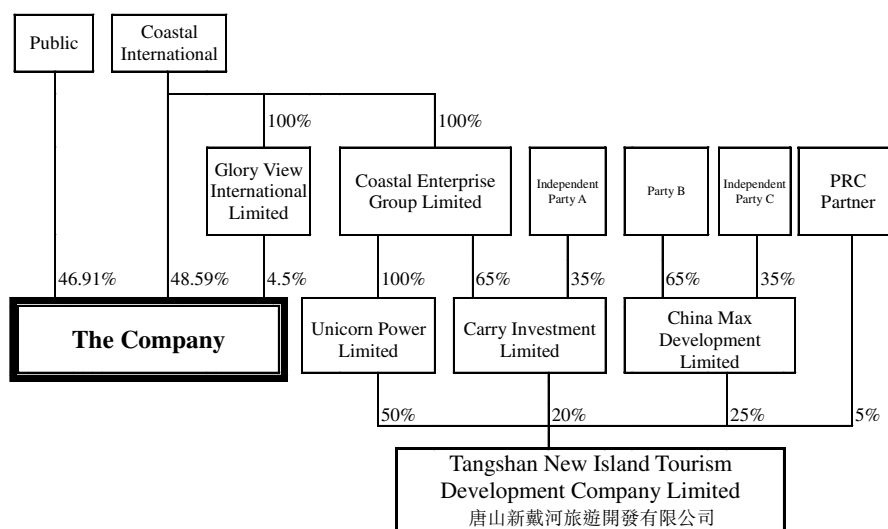 Public
Coastal
International
100%
100%
Glory View
International
Limited
Coastal Enterprise
Group Limited
Independent
Party A
Party B
Independent
Party C
PRC
Partner
46.91%
48.59%
4.5%
100%
65%
35%
65%
35%
The Company
Unicorn Power
Limited
Carry Investment
Limited
China Max
Development
Limited
50%
20%
25%
5%
Tangshan New Island Tourism
Development Company Limited
唐山新戴河旅遊開發有限公司